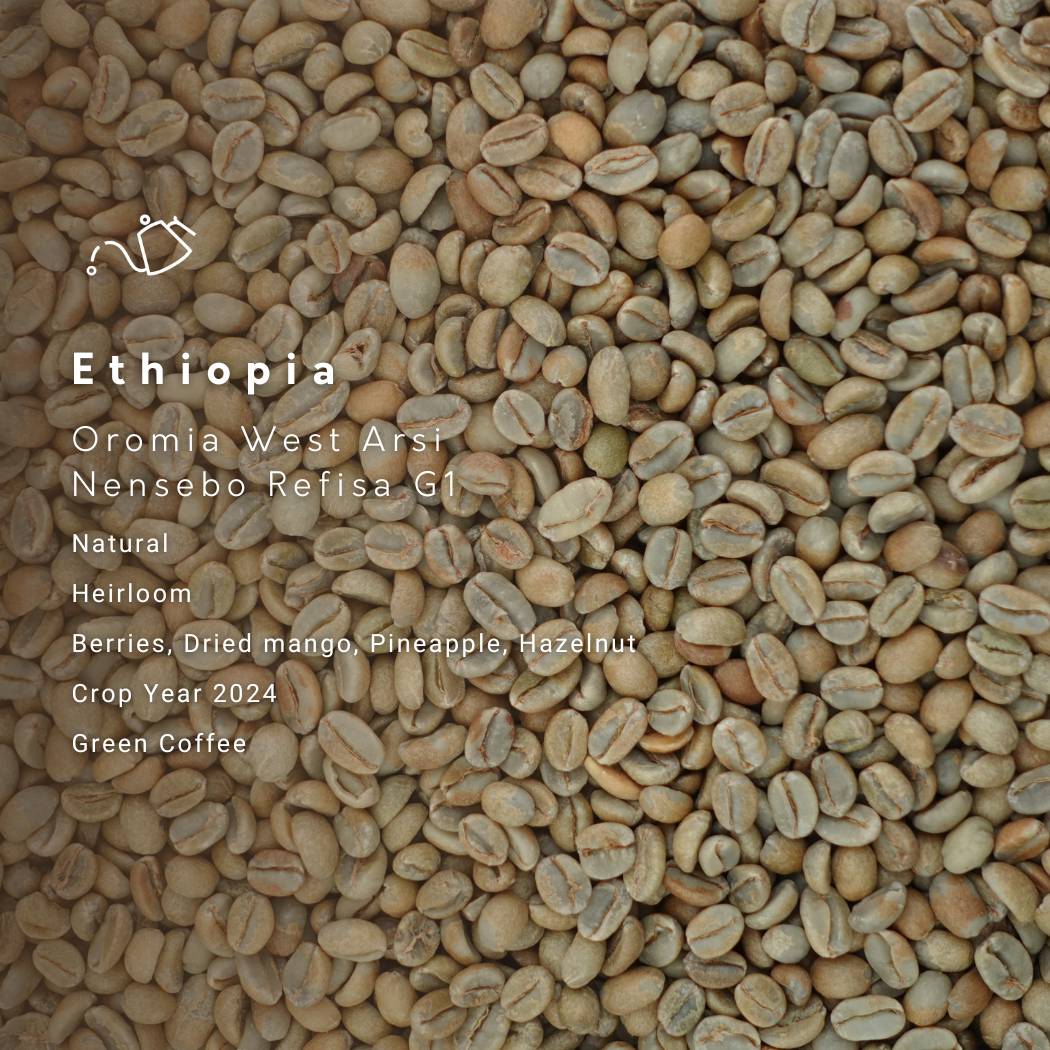 Ethiopia
Oromia West Arsi
Nensebo Refisa G1
Natural
Heirloom
Berries, Dried mango, Pineapple, Hazelnut
Crop Year 2024
Green Coffee